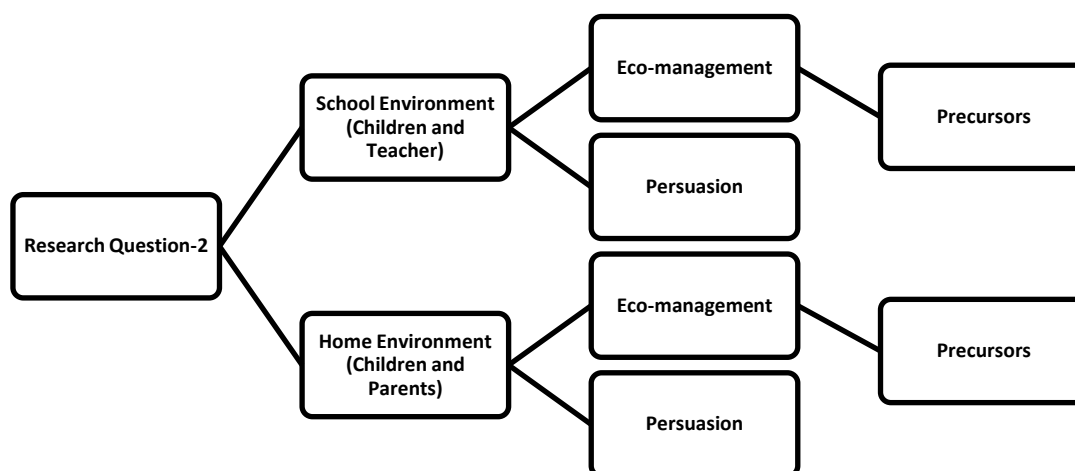 Research Question-2
School Environment
(Children and
Teacher)
Eco-management
Precursors
Persuasion
Home Environment
(Children and
Parents)
Eco-management
Precursors
Persuasion